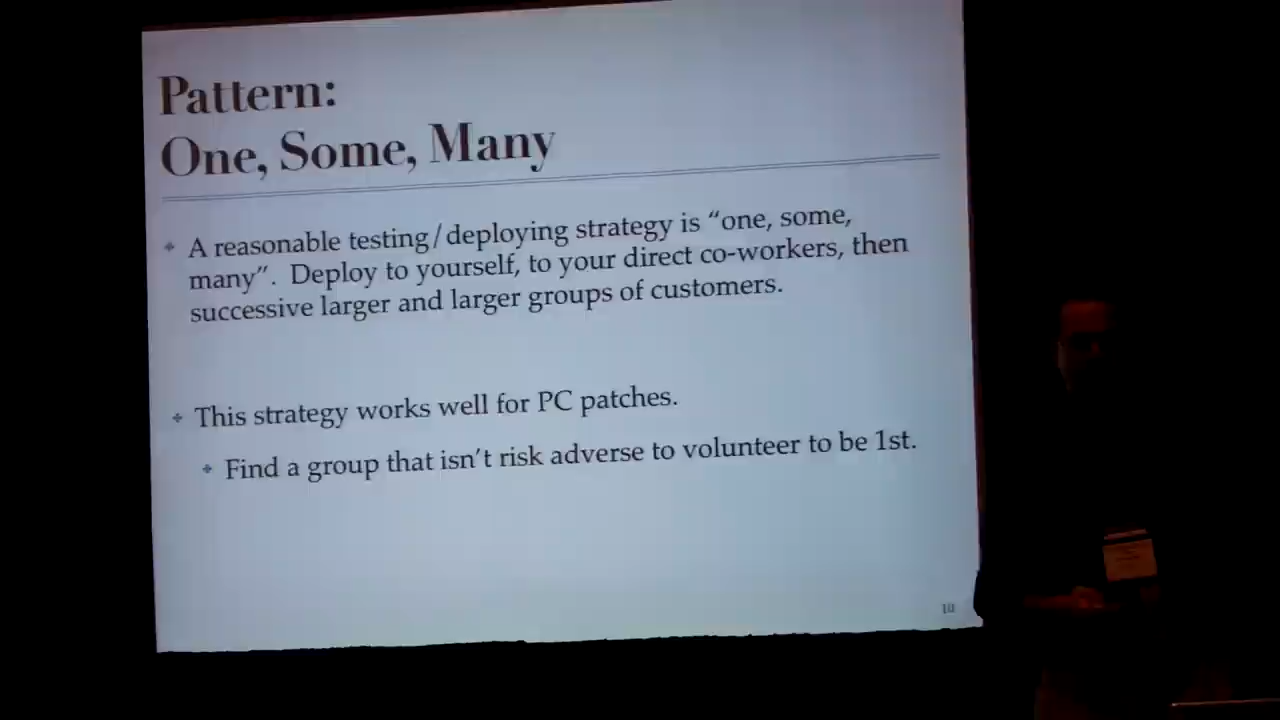 Pattern:
One, Some, Many
A reasonable testing/deploying strategy is “one, some,
many”. Deploy to yourself, to your direct co-workers, then
successive larger and larger groups of customers.
This strategy works well for PC patches.
Find a group that isn’t risk adverse to volunteer to be 1st.
10